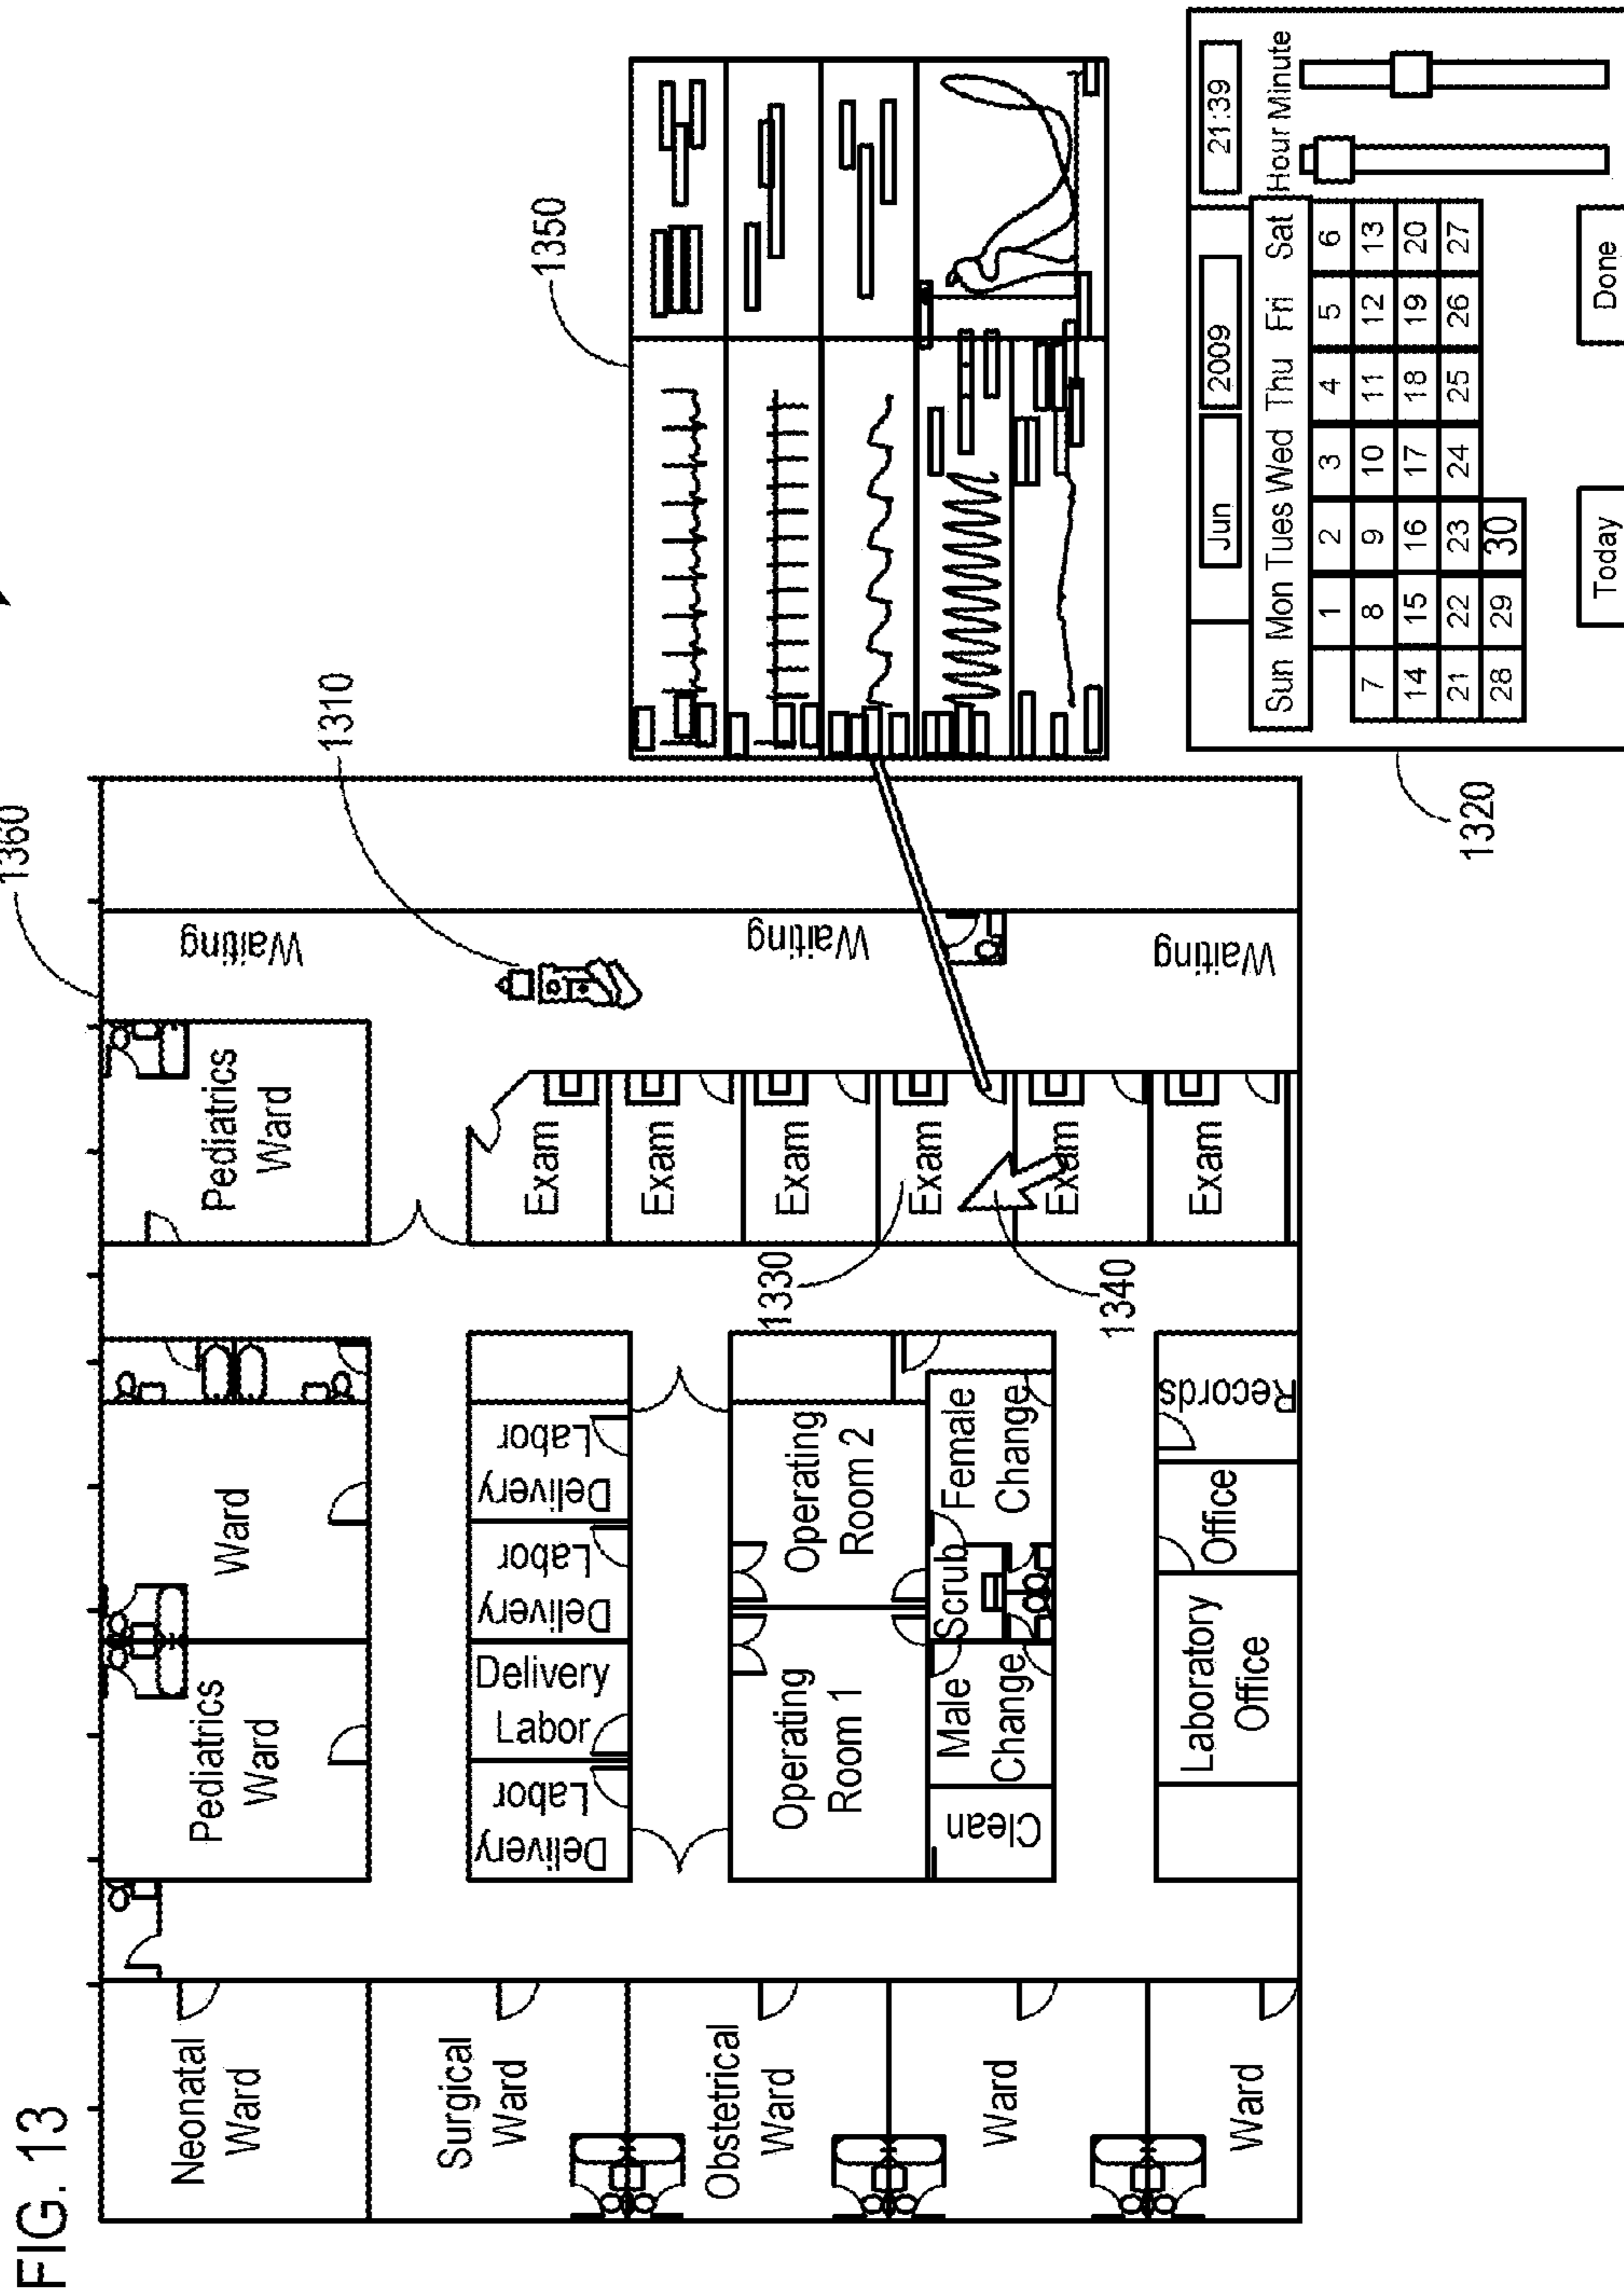 FIG. 13
1360
Neonatal
Ward
Pediatrics
Ward
Ward
Pediatrics
Ward
Waiting
Surgical
Ward
Delivery
Labor
Delivery
Labor
Delivery
Labor
Delivery
Labor
Exam
1310
Obstetrical
Ward
Operating
Room 1
Operating
Room 2
Exam
Exam
1330
Waiting
1350
Ward
Clean
Male
Change
Scrub
Female
Change
Exam
1340
Exam
Ward
Laboratory
Office
Office
Records
Exam
Waiting
1320
Jun 2009 21:39
Sun Mon Tues Wed Thu Fri Sat Hour Minute
1 2 3 4 5 6
7 8 9 10 11 12 13
14 15 16 17 18 19 20
21 22 23 24 25 26 27
28 29 30
Today Done